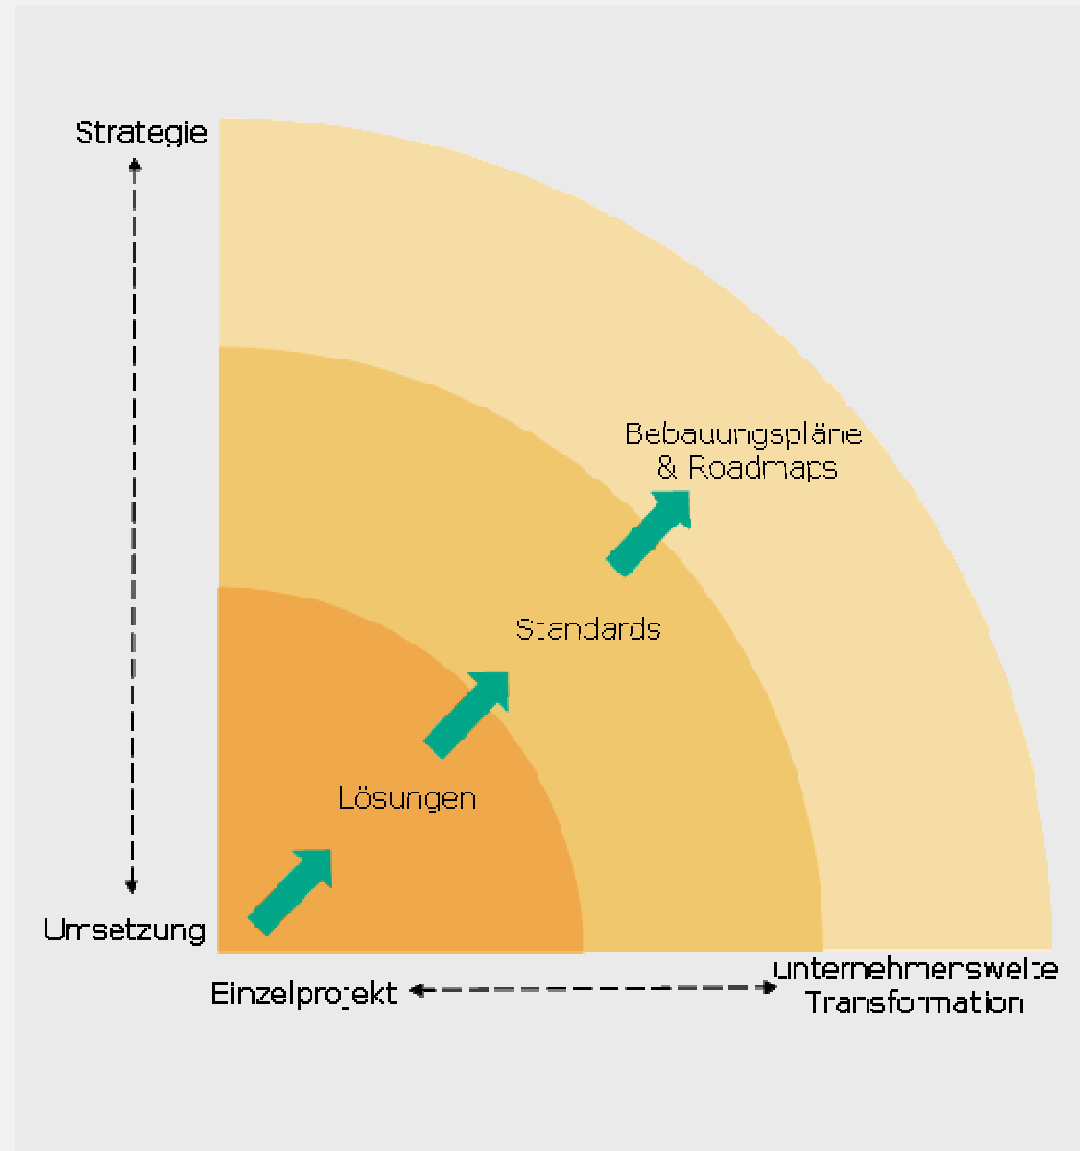 Strategie
Bebauungspläne
& Roadmaps
Standards
Lösungen
Umsetzung
Einzelprojekt
unternehmensweite
Transformation